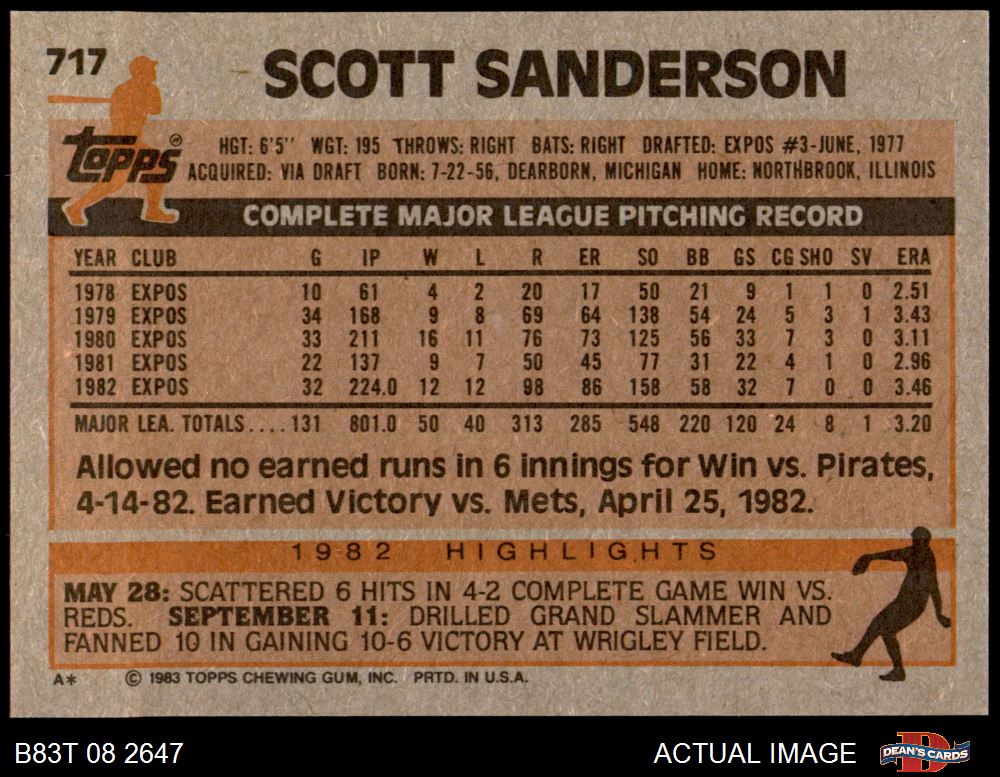 717
SCOTT SANDERSON
Topps®
HGT: 6'5" WGT: 195 THROWS: RIGHT BATS: RIGHT DRAFTED: EXPOS #3-JUNE, 1977
ACQUIRED: VIA DRAFT BORN: 7-22-56, DEARBORN, MICHIGAN HOME: NORTHBROOK, ILLINOIS
COMPLETE MAJOR LEAGUE PITCHING RECORD
YEAR CLUB G IP W L R ER SO BB GS CG SHO SV ERA
1978 EXPOS 10 61 4 2 20 17 50 21 9 1 1 0 2.51
1979 EXPOS 34 168 9 8 69 64 138 54 24 5 3 1 3.43
1980 EXPOS 33 211 16 11 76 73 125 56 33 7 3 0 3.11
1981 EXPOS 22 137 9 7 50 45 77 31 22 4 1 0 2.96
1982 EXPOS 32 224.0 12 12 98 86 158 58 32 7 0 0 3.46
MAJOR LEA. TOTALS.... 131 801.0 50 40 313 285 548 220 120 24 8 1 3.20
Allowed no earned runs in 6 innings for Win vs. Pirates,
4-14-82. Earned Victory vs. Mets, April 25, 1982.
1982 HIGHLIGHTS
MAY 28: SCATTERED 6 HITS IN 4-2 COMPLETE GAME WIN VS.
REDS. SEPTEMBER 11: DRILLED GRAND SLAMMER AND
FANNED 10 IN GAINING 10-6 VICTORY AT WRIGLEY FIELD.
A* © 1983 TOPPS CHEWING GUM, INC. PRTD. IN U.S.A.
B83T 08 2647 ACTUAL IMAGE DEAN'S CARDS